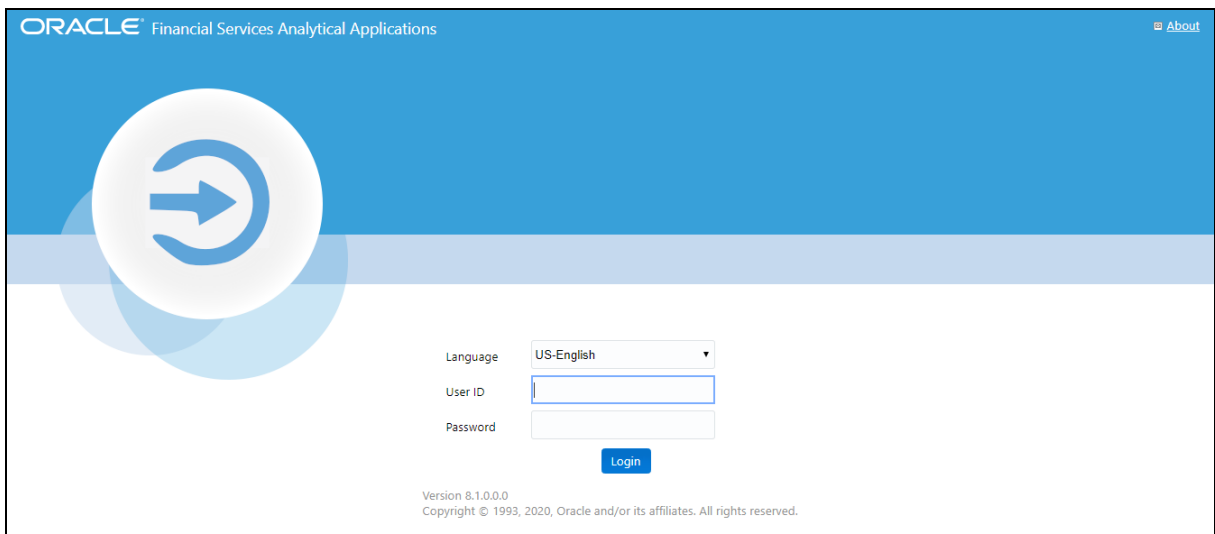 ORACLE® Financial Services Analytical Applications
About
Language US-English
User ID
Password
Login
Version 8.1.0.0.0
Copyright © 1993, 2020, Oracle and/or its affiliates. All rights reserved.